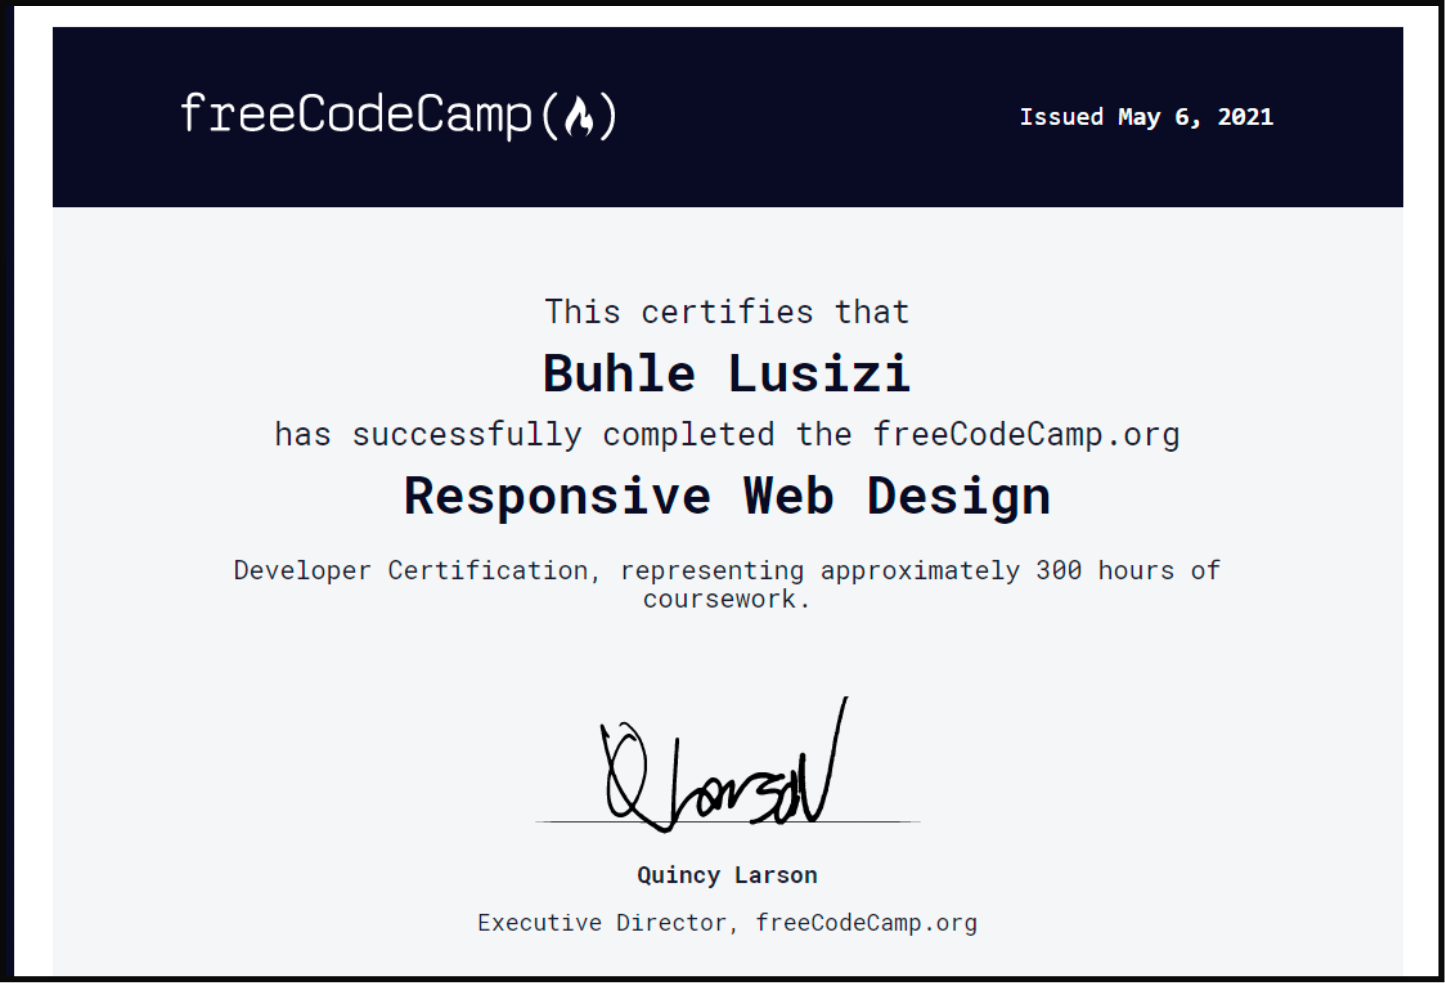 freeCodeCamp()
Issued May 6, 2021
This certifies that
Buhle Lusizi
has successfully completed the freeCodeCamp.org
Responsive Web Design
Developer Certification, representing approximately 300 hours of
coursework.
Q Larson
Quincy Larson
Executive Director, freeCodeCamp.org